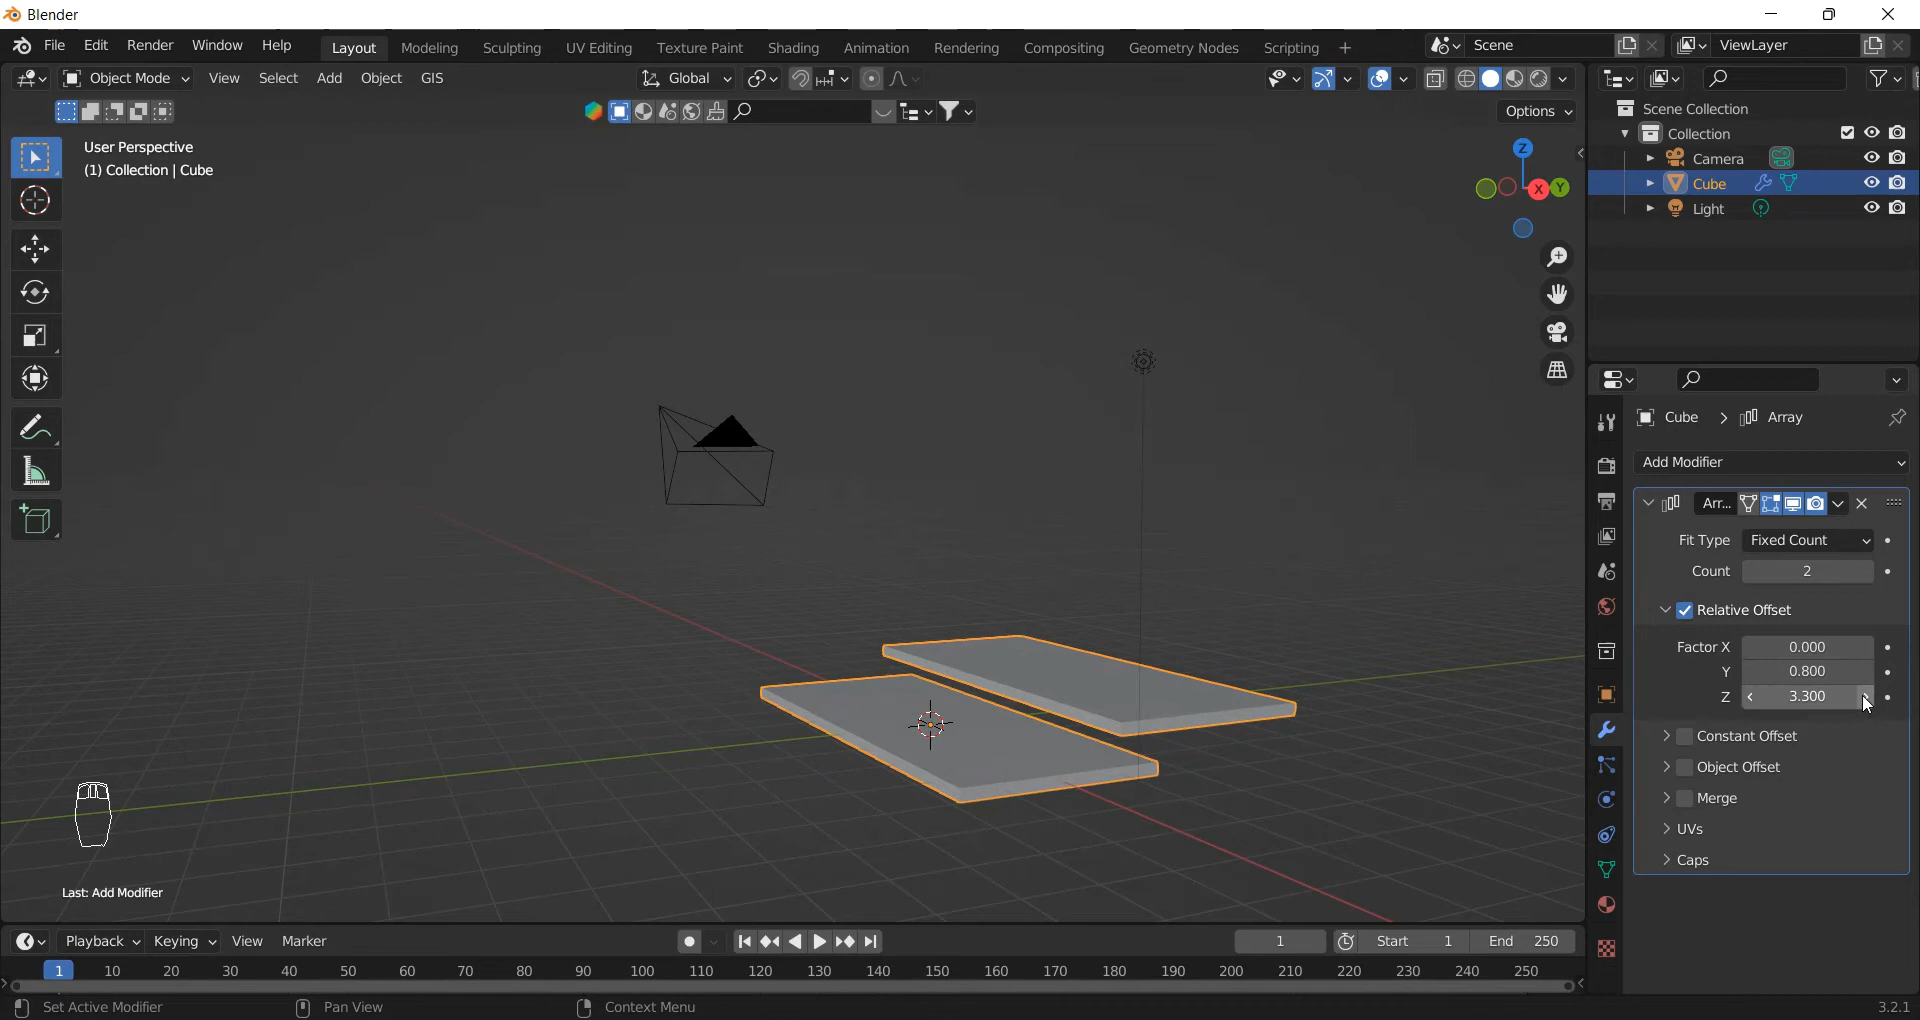 Blender
File Edit Render Window Help Layout Modeling Sculpting UV Editing Texture Paint Shading Animation Rendering Compositing Geometry Nodes Scripting + Scene ViewLayer
Object Mode View Select Add Object GIS Global
Options
User Perspective
(1) Collection | Cube
Z
X Y
Scene Collection
Collection
Camera
Cube
Light
Cube > Array
Add Modifier
Arr...
Fit Type Fixed Count
Count 2
Relative Offset
Factor X 0.000
Y 0.800
Z 3.300
Constant Offset
Object Offset
Merge
UVs
Caps
Last: Add Modifier
Playback Keying View Marker 1 Start 1 End 250
1 10 20 30 40 50 60 70 80 90 100 110 120 130 140 150 160 170 180 190 200 210 220 230 240 250
Set Active Modifier Pan View Context Menu 3.2.1